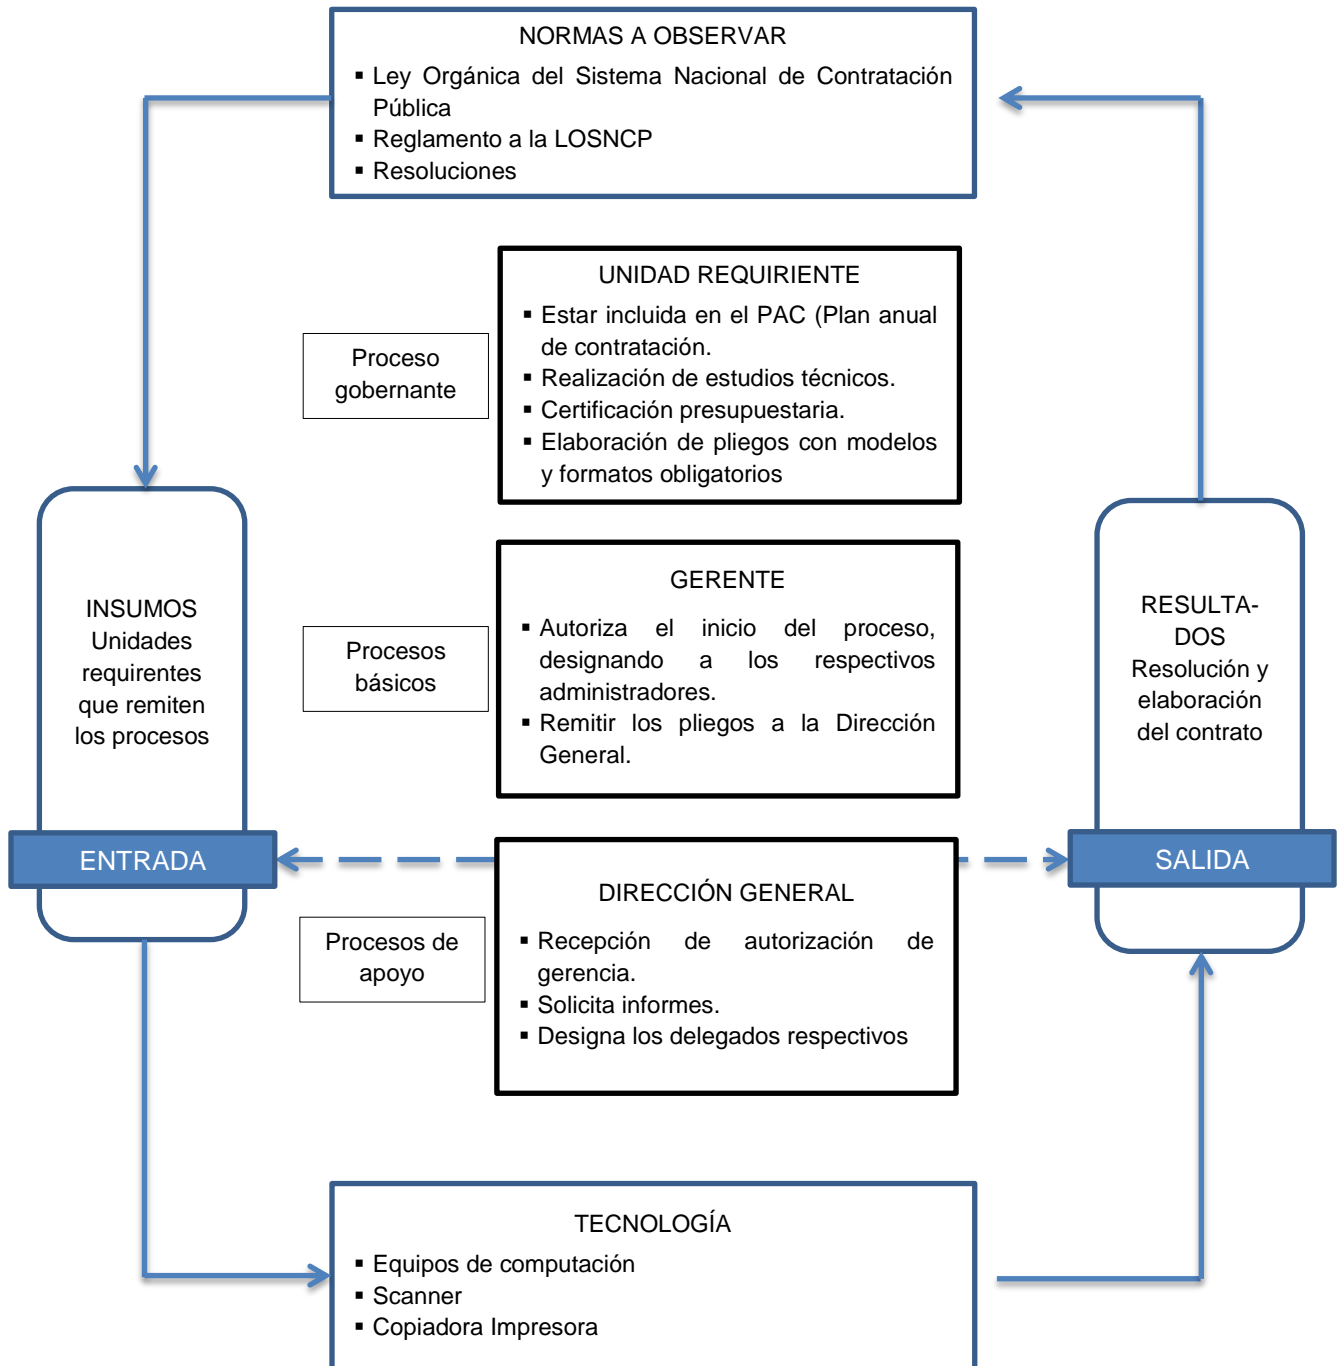 NORMAS A OBSERVAR
▪ Ley Orgánica del Sistema Nacional de Contratación
Pública
▪ Reglamento a la LOSNCP
▪ Resoluciones
UNIDAD REQUIRIENTE
▪ Estar incluida en el PAC (Plan anual
de contratación.
▪ Realización de estudios técnicos.
▪ Certificación presupuestaria.
▪ Elaboración de pliegos con modelos
y formatos obligatorios
Proceso
gobernante
INSUMOS
Unidades
requirentes
que remiten
los procesos
ENTRADA
Procesos
básicos
GERENTE
▪ Autoriza el inicio del proceso,
designando a los respectivos
administradores.
▪ Remitir los pliegos a la Dirección
General.
RESULTA-
DOS
Resolución y
elaboración
del contrato
SALIDA
Procesos de
apoyo
DIRECCIÓN GENERAL
▪ Recepción de autorización de
gerencia.
▪ Solicita informes.
▪ Designa los delegados respectivos
TECNOLOGÍA
▪ Equipos de computación
▪ Scanner
▪ Copiadora Impresora